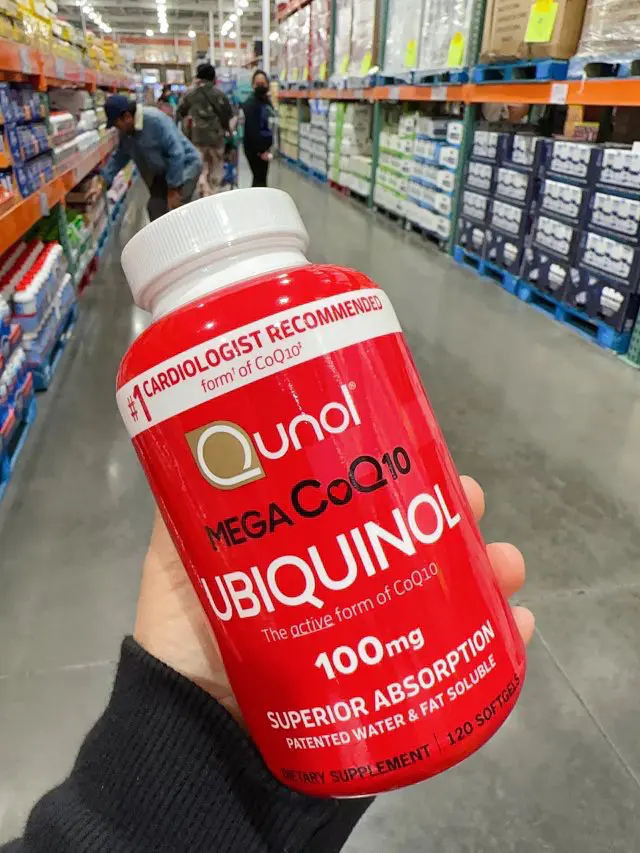 #1 CARDIOLOGIST RECOMMENDED
form† of CoQ10‡
Qunol®
MEGA CoQ10
UBIQUINOL
The active form of CoQ10
100mg
SUPERIOR ABSORPTION
PATENTED WATER & FAT SOLUBLE
DIETARY SUPPLEMENT | 120 SOFTGELS